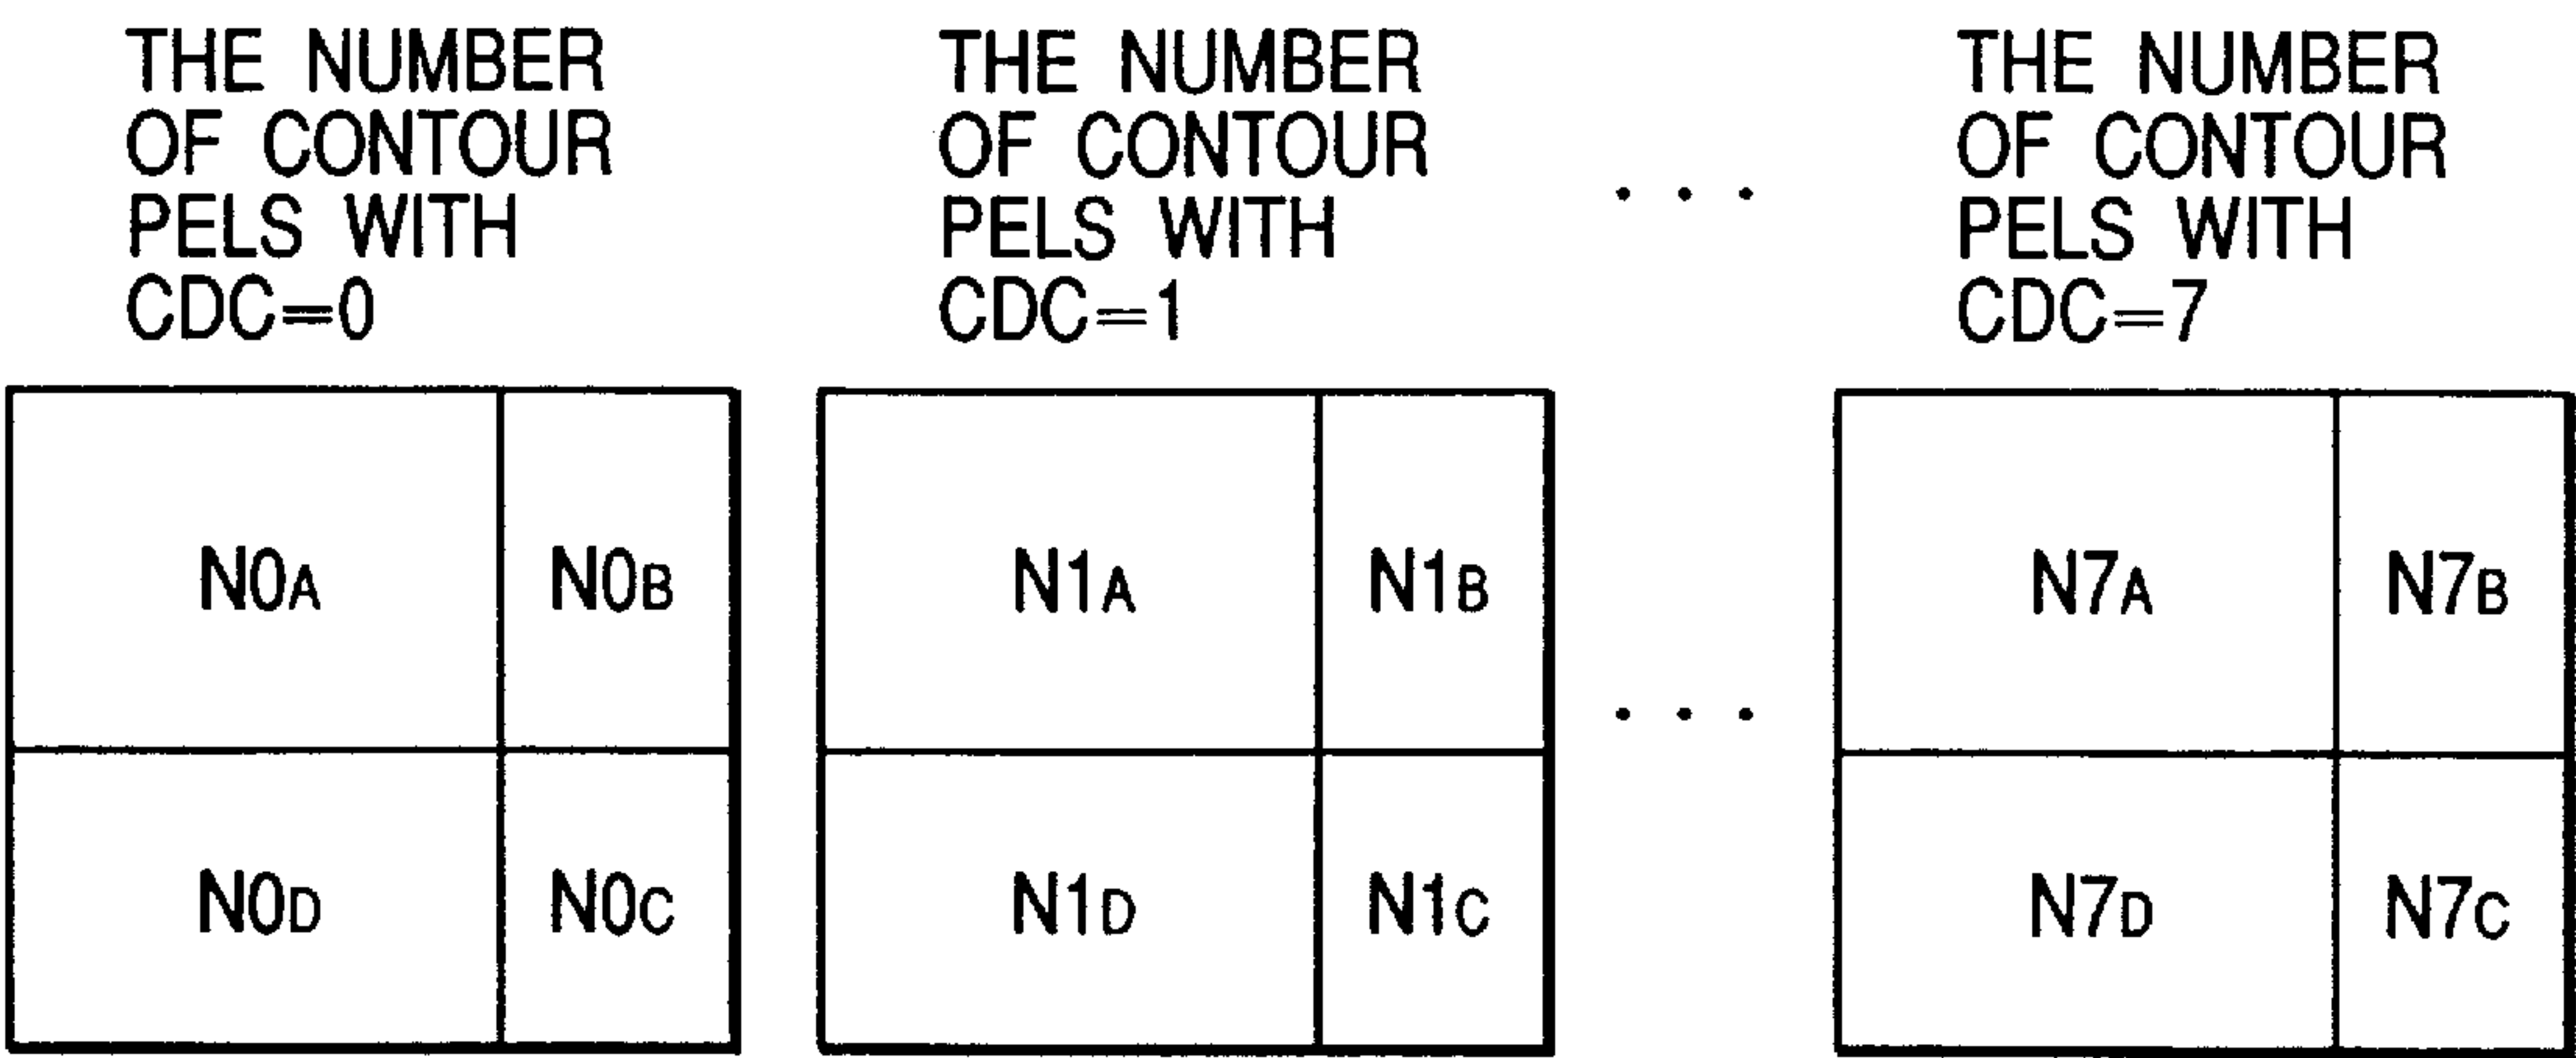 THE NUMBER
OF CONTOUR
PELS WITH
CDC=0
THE NUMBER
OF CONTOUR
PELS WITH
CDC=1
. . .
THE NUMBER
OF CONTOUR
PELS WITH
CDC=7
N0A N0B
N0D N0C
N1A N1B
N1D N1C
. . .
N7A N7B
N7D N7C